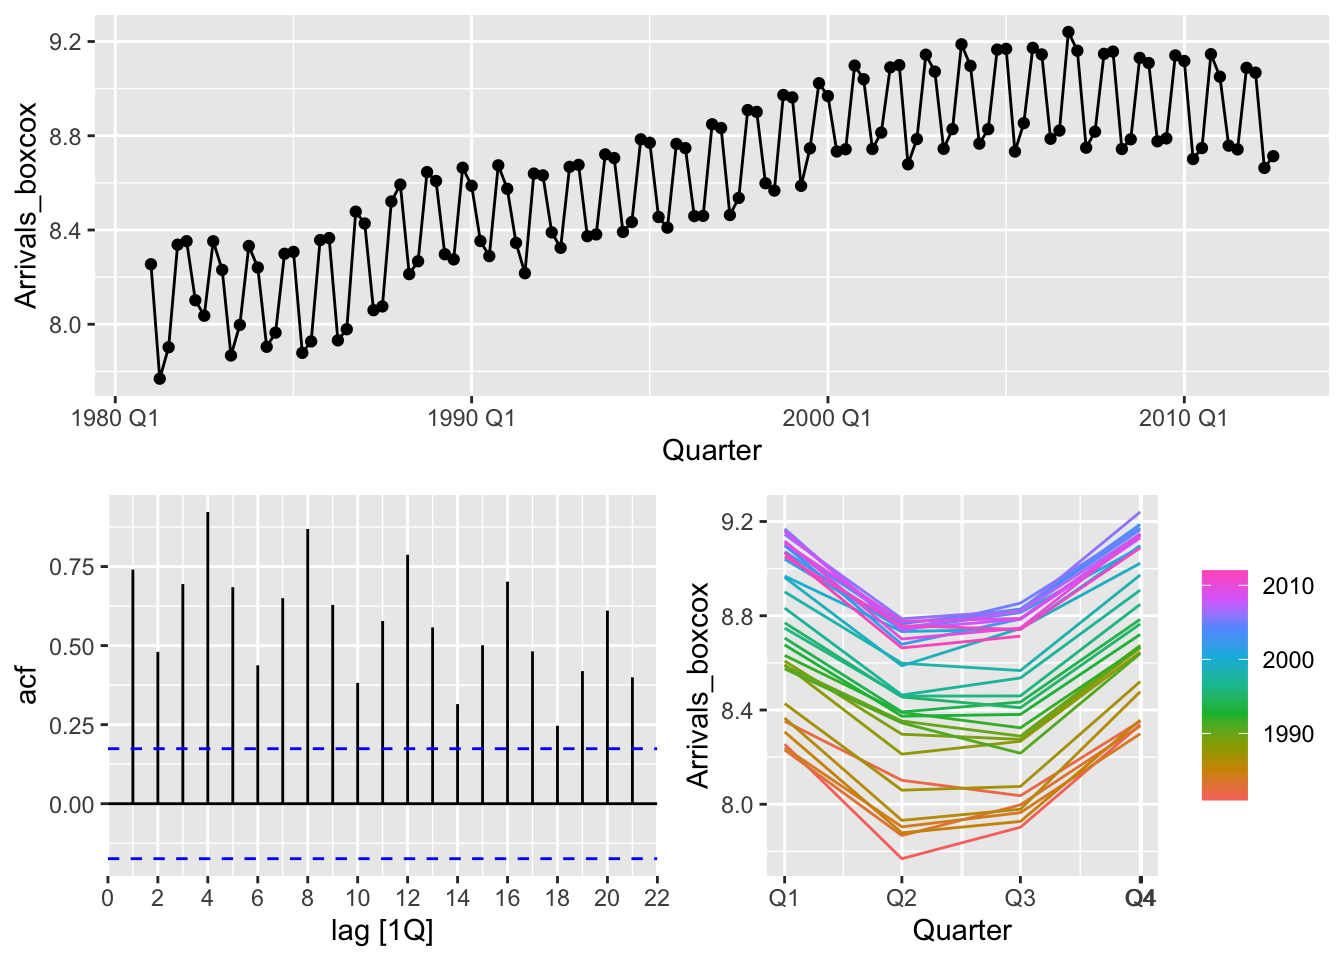 Arrivals_boxcox
9.2
8.8
8.4
8.0
1980 Q1 1990 Q1 2000 Q1 2010 Q1
Quarter
acf
0.75
0.50
0.25
0.00
0 2 4 6 8 10 12 14 16 18 20 22
lag [1Q]
Arrivals_boxcox
9.2
8.8
8.4
8.0
Q1 Q2 Q3 Q4
Quarter
2010
2000
1990